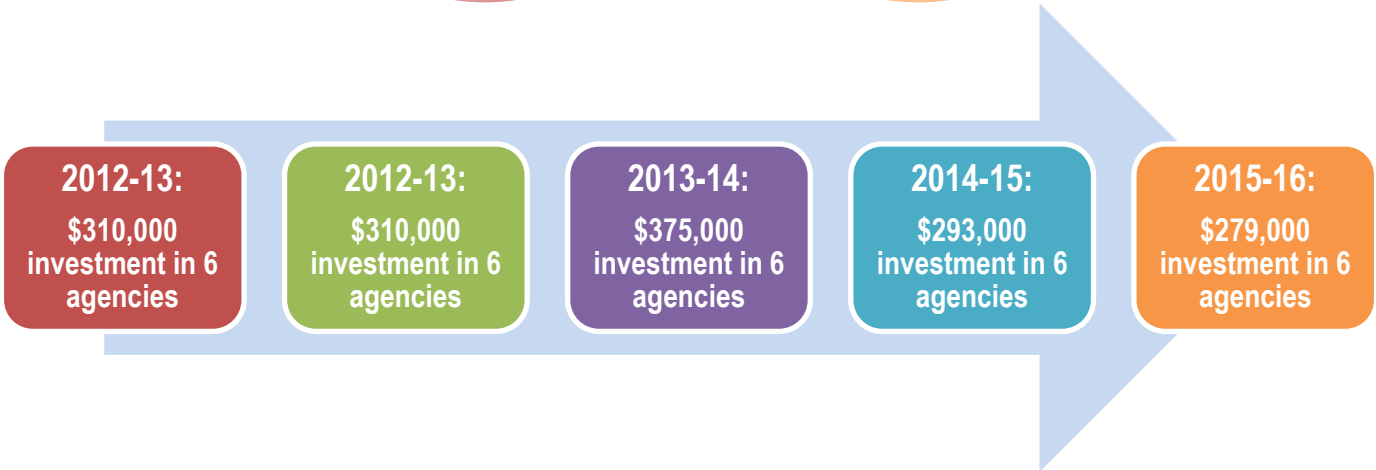 2012-13:
$310,000
investment in 6
agencies
2012-13:
$310,000
investment in 6
agencies
2013-14:
$375,000
investment in 6
agencies
2014-15:
$293,000
investment in 6
agencies
2015-16:
$279,000
investment in 6
agencies